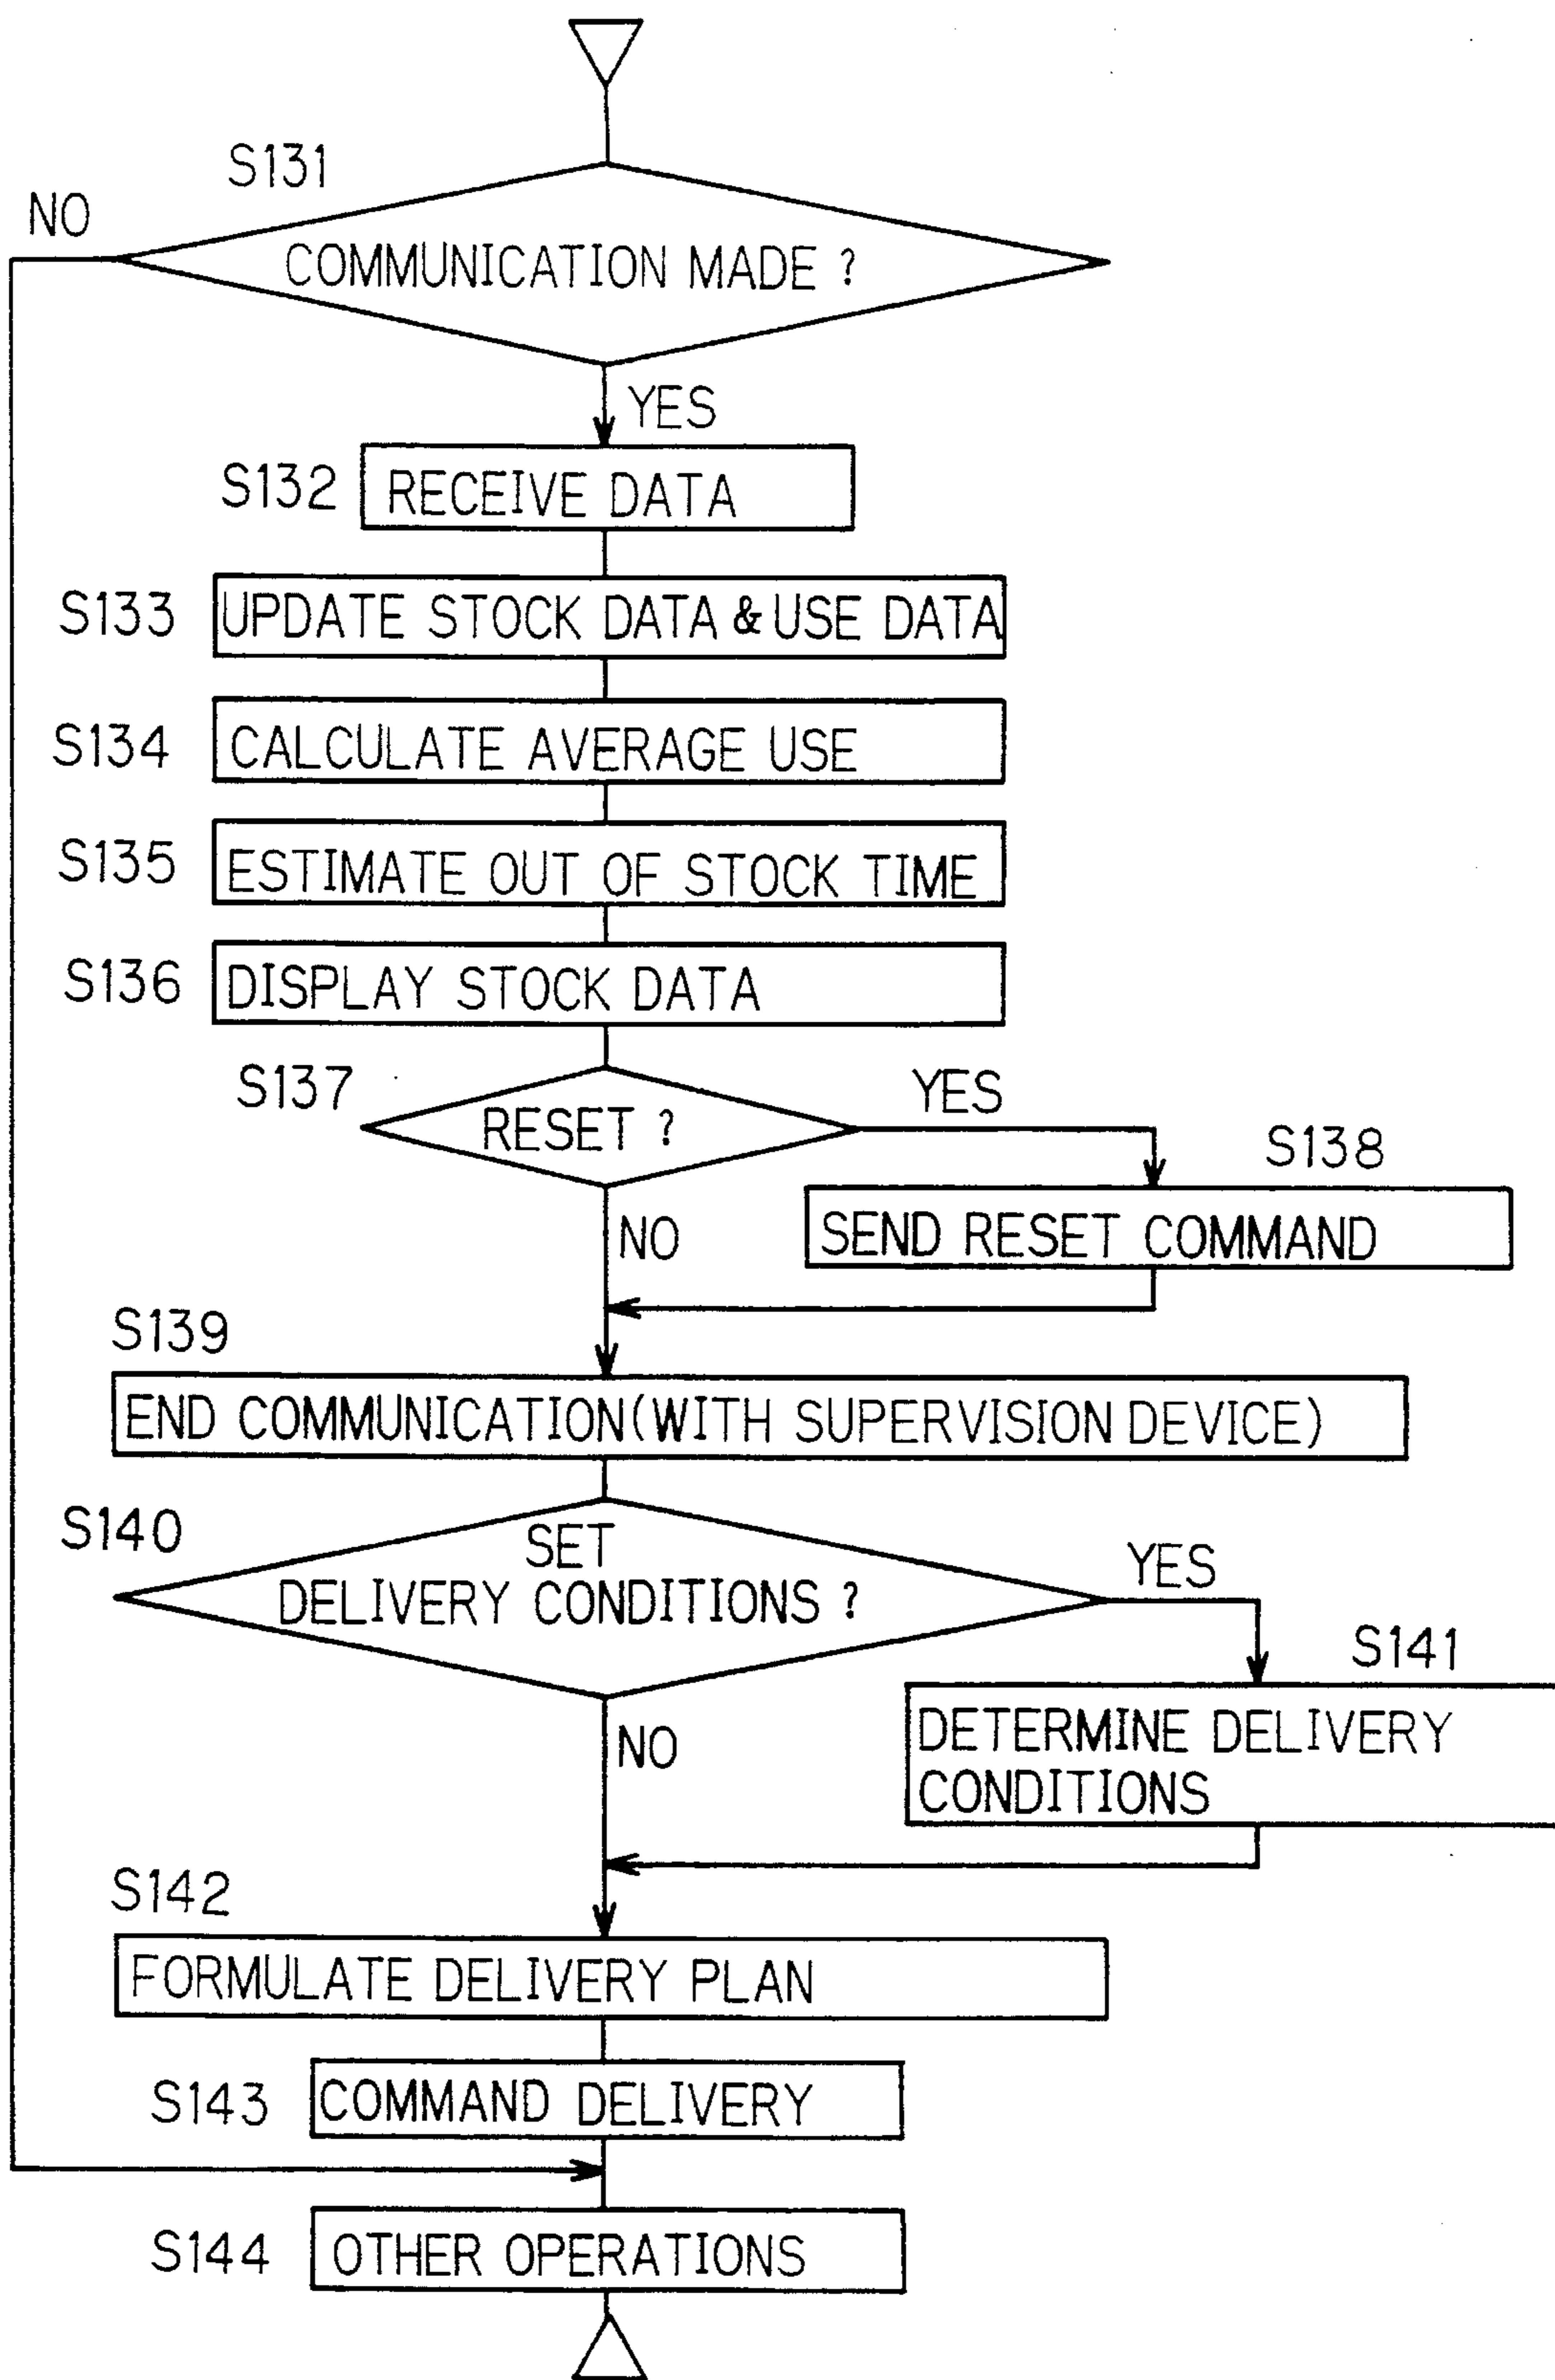 S131
NO
COMMUNICATION MADE ?
YES
S132
RECEIVE DATA
S133
UPDATE STOCK DATA & USE DATA
S134
CALCULATE AVERAGE USE
S135
ESTIMATE OUT OF STOCK TIME
S136
DISPLAY STOCK DATA
S137
RESET ?
YES
S138
SEND RESET COMMAND
NO
S139
END COMMUNICATION(WITH SUPERVISION DEVICE)
S140
SET
DELIVERY CONDITIONS ?
YES
S141
DETERMINE DELIVERY
CONDITIONS
NO
S142
FORMULATE DELIVERY PLAN
S143
COMMAND DELIVERY
S144
OTHER OPERATIONS